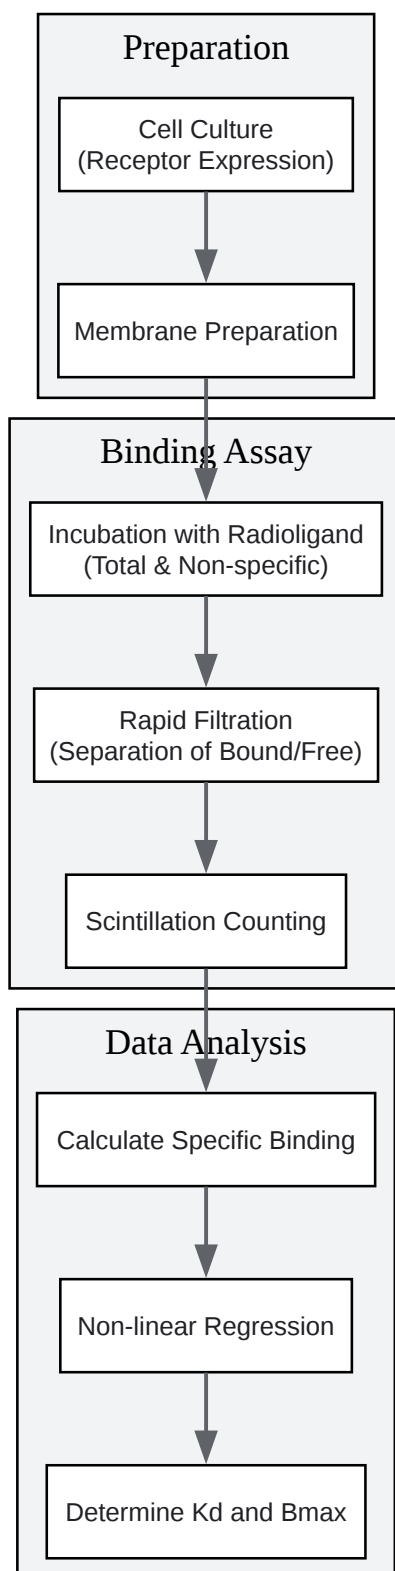 Preparation
Cell Culture
(Receptor Expression)
Membrane Preparation
Binding Assay
Incubation with Radioligand
(Total & Non-specific)
Rapid Filtration
(Separation of Bound/Free)
Scintillation Counting
Data Analysis
Calculate Specific Binding
Non-linear Regression
Determine Kd and Bmax